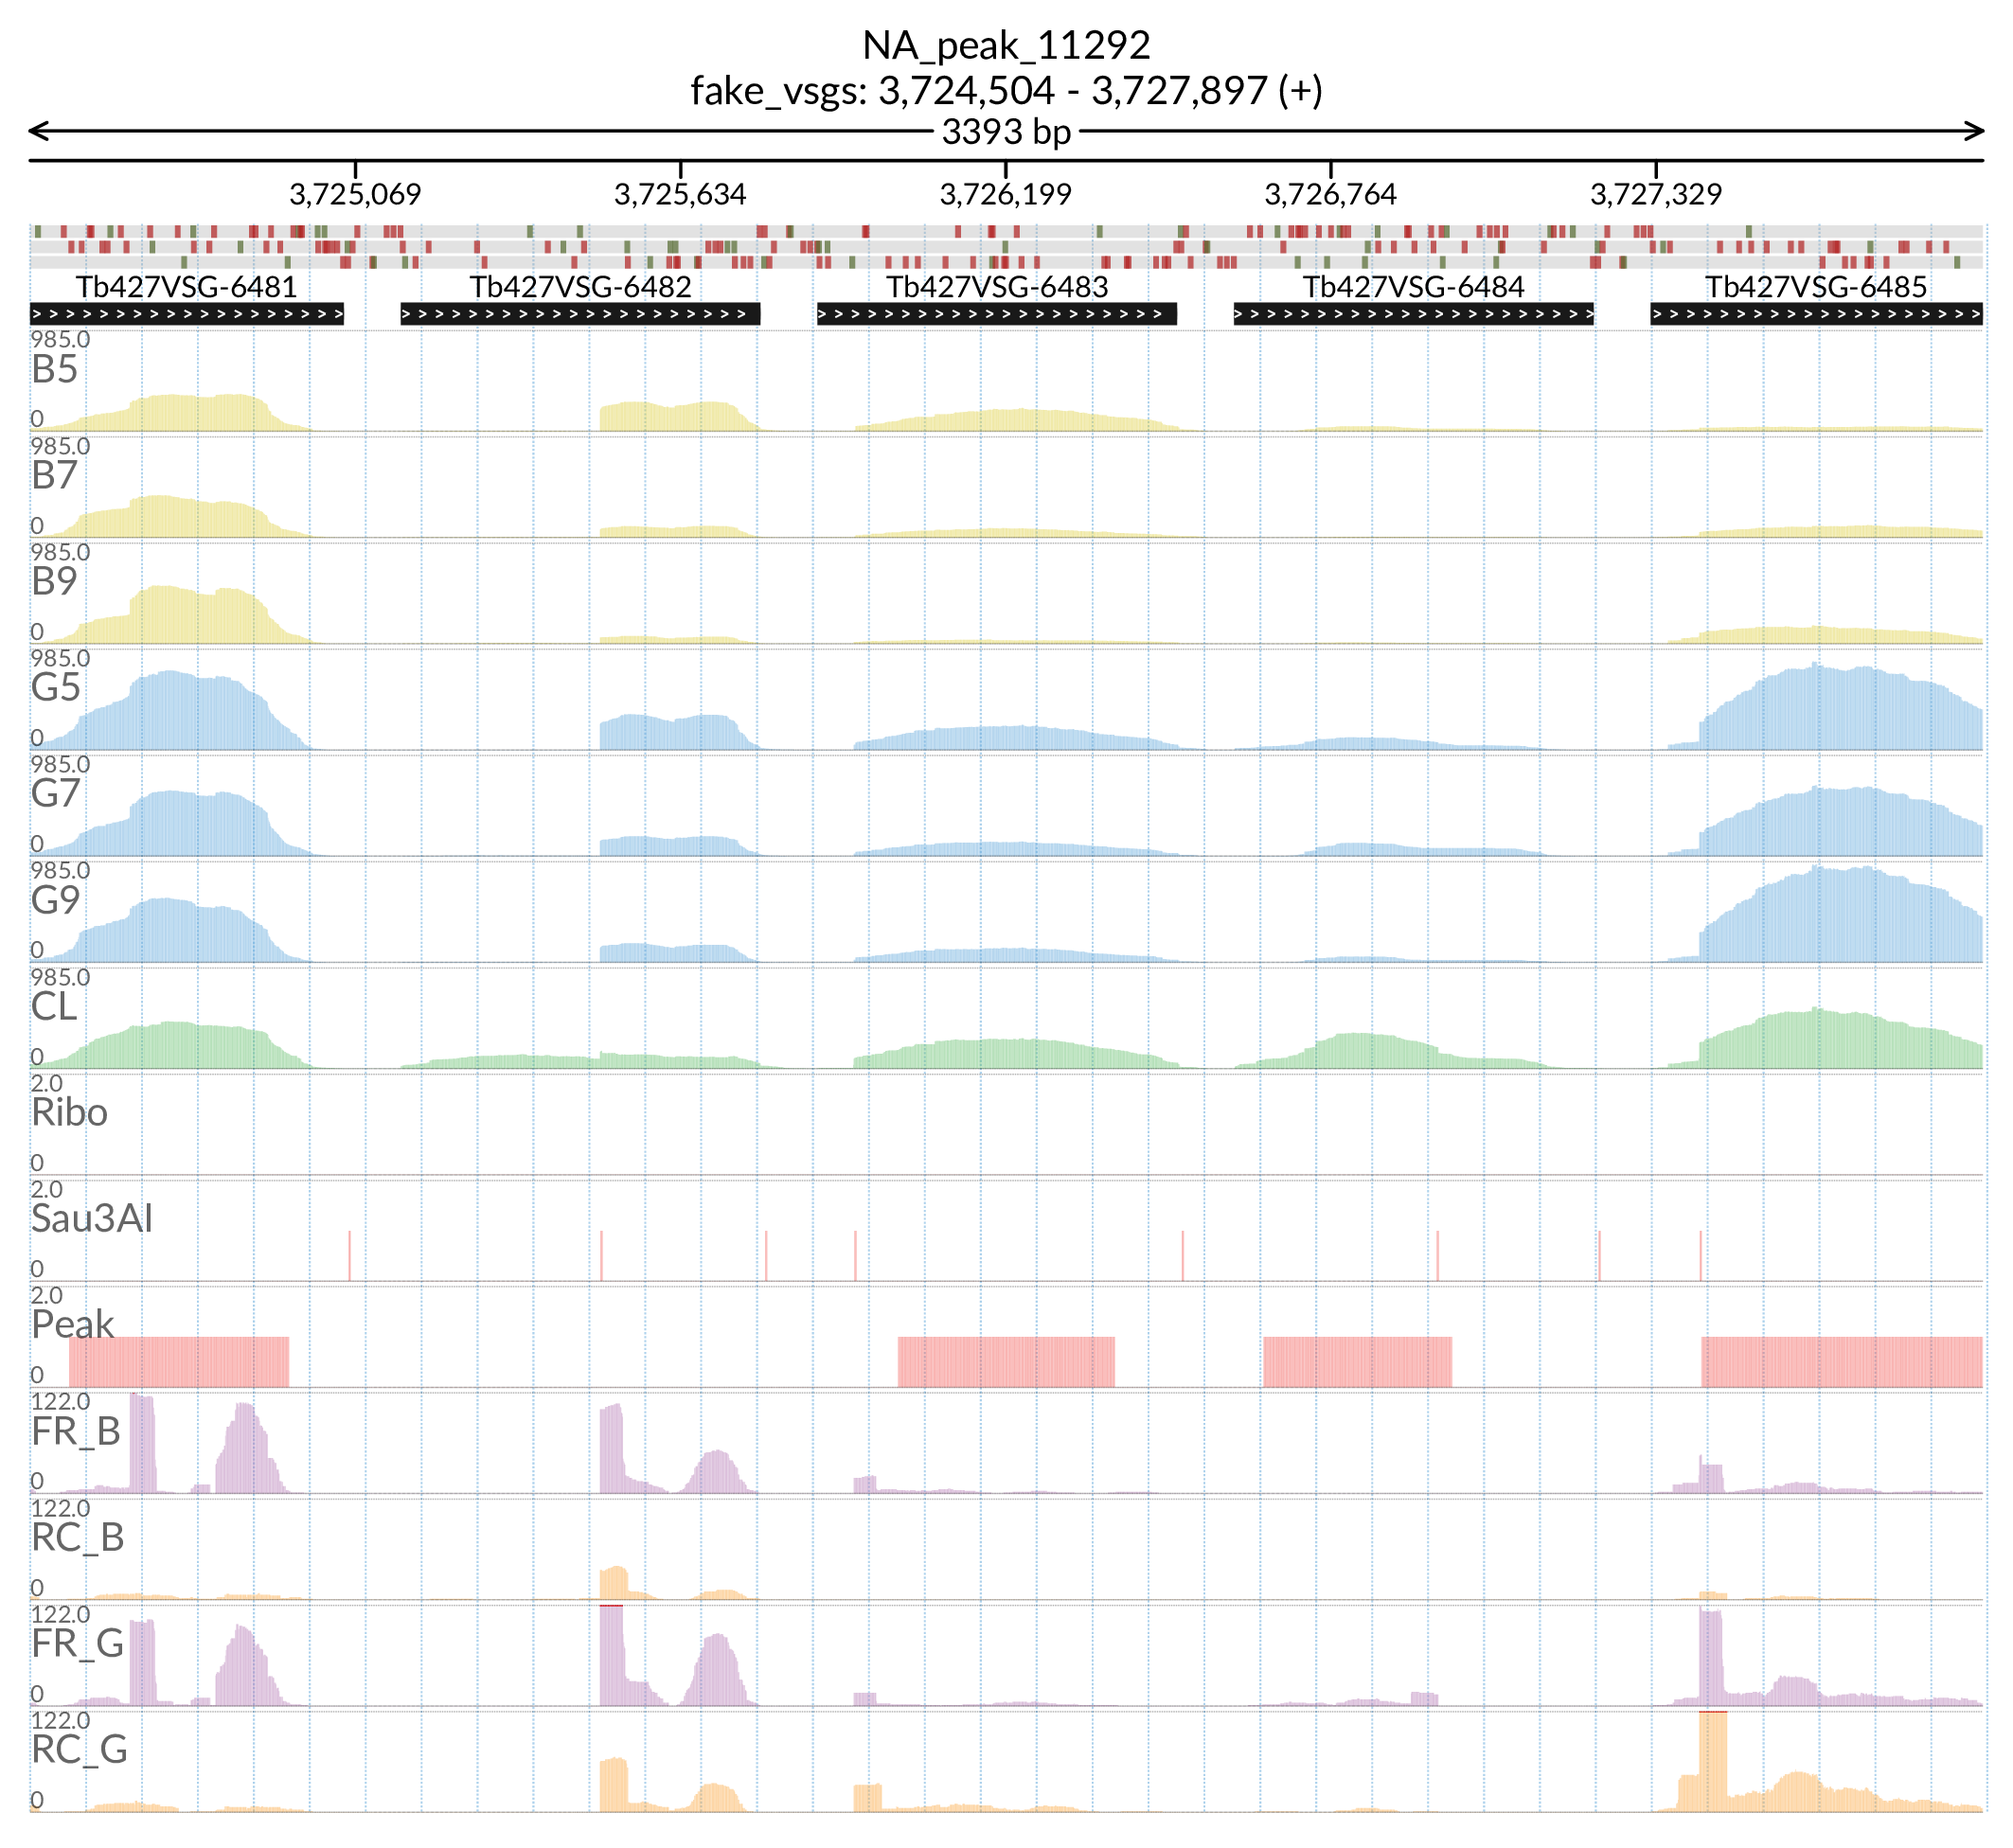 NA_peak_11292
fake_vsgs: 3,724,504 - 3,727,897 (+)
3393 bp
3,725,069 3,725,634 3,726,199 3,726,764 3,727,329
Tb427VSG-6481 Tb427VSG-6482 Tb427VSG-6483 Tb427VSG-6484 Tb427VSG-6485
985.0
B5
0
985.0
B7
0
985.0
B9
0
985.0
G5
0
985.0
G7
0
985.0
G9
0
985.0
CL
0
2.0
Ribo
0
2.0
Sau3AI
0
2.0
Peak
0
122.0
FR_B
0
122.0
RC_B
0
122.0
FR_G
0
122.0
RC_G
0